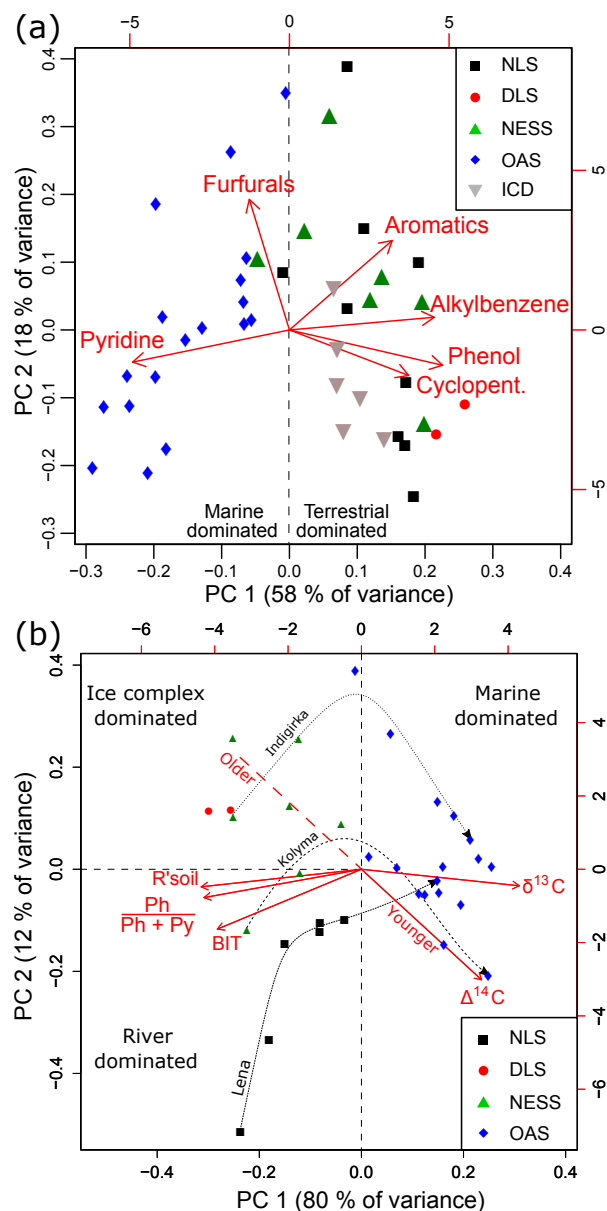 (a)
−5 0 5
NLS
DLS
NESS
OAS
ICD
0.4
0.3
0.2
0.1
0.0
−0.1
−0.2
−0.3
PC 2 (18 % of variance)
5
0
−5
Furfurals
Aromatics
Alkylbenzene
Pyridine
Phenol
Cyclopent.
Marine dominated
Terrestrial dominated
−0.3 −0.2 −0.1 0.0 0.1 0.2 0.3 0.4
PC 1 (58 % of variance)
(b)
−6 −4 −2 0 2 4
0.4
0.2
0.0
−0.2
−0.4
PC 2 (12 % of variance)
4
2
0
−2
−4
−6
Ice complex dominated
Marine dominated
Indigirka
Older
Kolyma
R'soil
Ph
Ph + Py
BIT
δ¹³C
Younger
Δ¹⁴C
River dominated
Lena
NLS
DLS
NESS
OAS
−0.4 −0.2 0.0 0.2 0.4
PC 1 (80 % of variance)